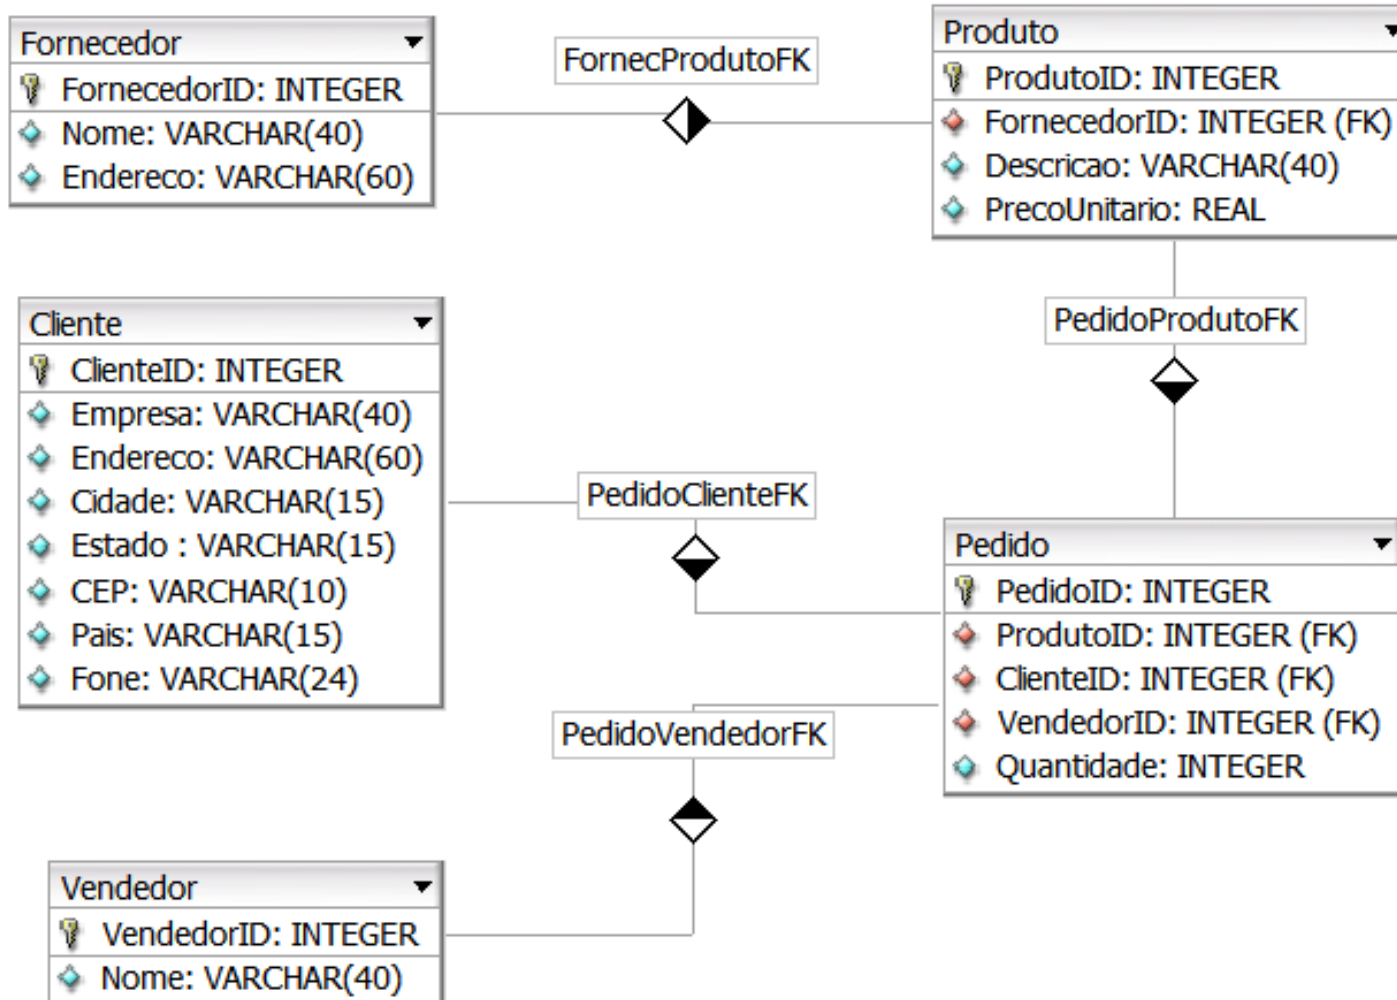 Fornecedor
FornecedorID: INTEGER
Nome: VARCHAR(40)
Endereco: VARCHAR(60)
FornecProdutoFK
Produto
ProdutoID: INTEGER
FornecedorID: INTEGER (FK)
Descricao: VARCHAR(40)
PrecoUnitario: REAL
PedidoProdutoFK
Cliente
ClienteID: INTEGER
Empresa: VARCHAR(40)
Endereco: VARCHAR(60)
Cidade: VARCHAR(15)
Estado : VARCHAR(15)
CEP: VARCHAR(10)
Pais: VARCHAR(15)
Fone: VARCHAR(24)
PedidoClienteFK
Pedido
PedidoID: INTEGER
ProdutoID: INTEGER (FK)
ClienteID: INTEGER (FK)
VendedorID: INTEGER (FK)
Quantidade: INTEGER
PedidoVendedorFK
Vendedor
VendedorID: INTEGER
Nome: VARCHAR(40)